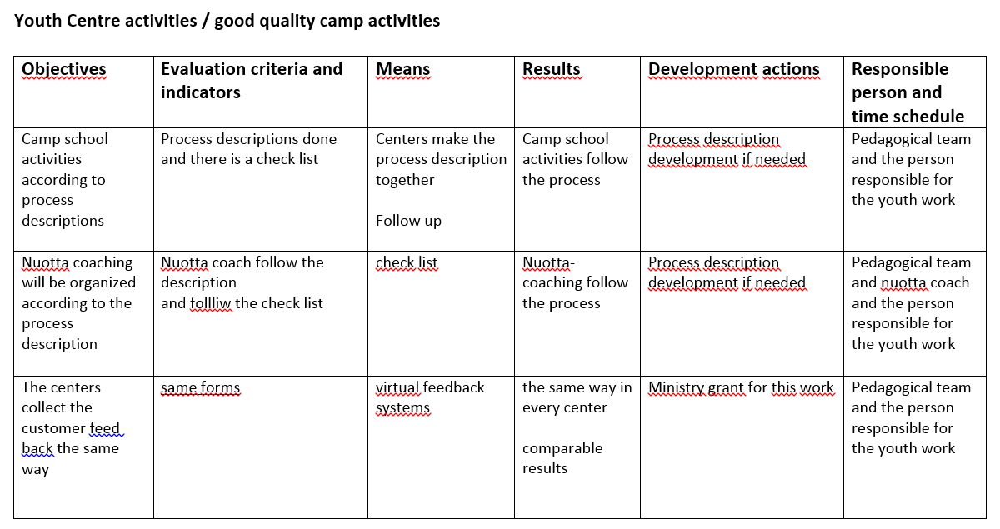 Youth Centre activities / good quality camp activities
Objectives
Evaluation criteria and
indicators
Means
Results
Development actions
Responsible
person and
time schedule
Camp school
activities
according to
process
descriptions
Process descriptions done
and there is a check list
Centers make the
process description
together
Follow up
Camp school
activities follow
the process
Process description
development if needed
Pedagogical team
and the person
responsible for
the youth work
Nuotta coaching
will be organized
according to the
process
description
Nuotta coach follow the
description
and follliw the check list
check list
Nuotta-
coaching follow
the process
Process description
development if needed
Pedagogical team
and nuotta coach
and the person
responsible for
the youth work
The centers
collect the
customer feed
back the same
way
same forms
virtual feedback
systems
the same way in
every center
comparable
results
Ministry grant for this work
Pedagogical team
and the person
responsible for
the youth work